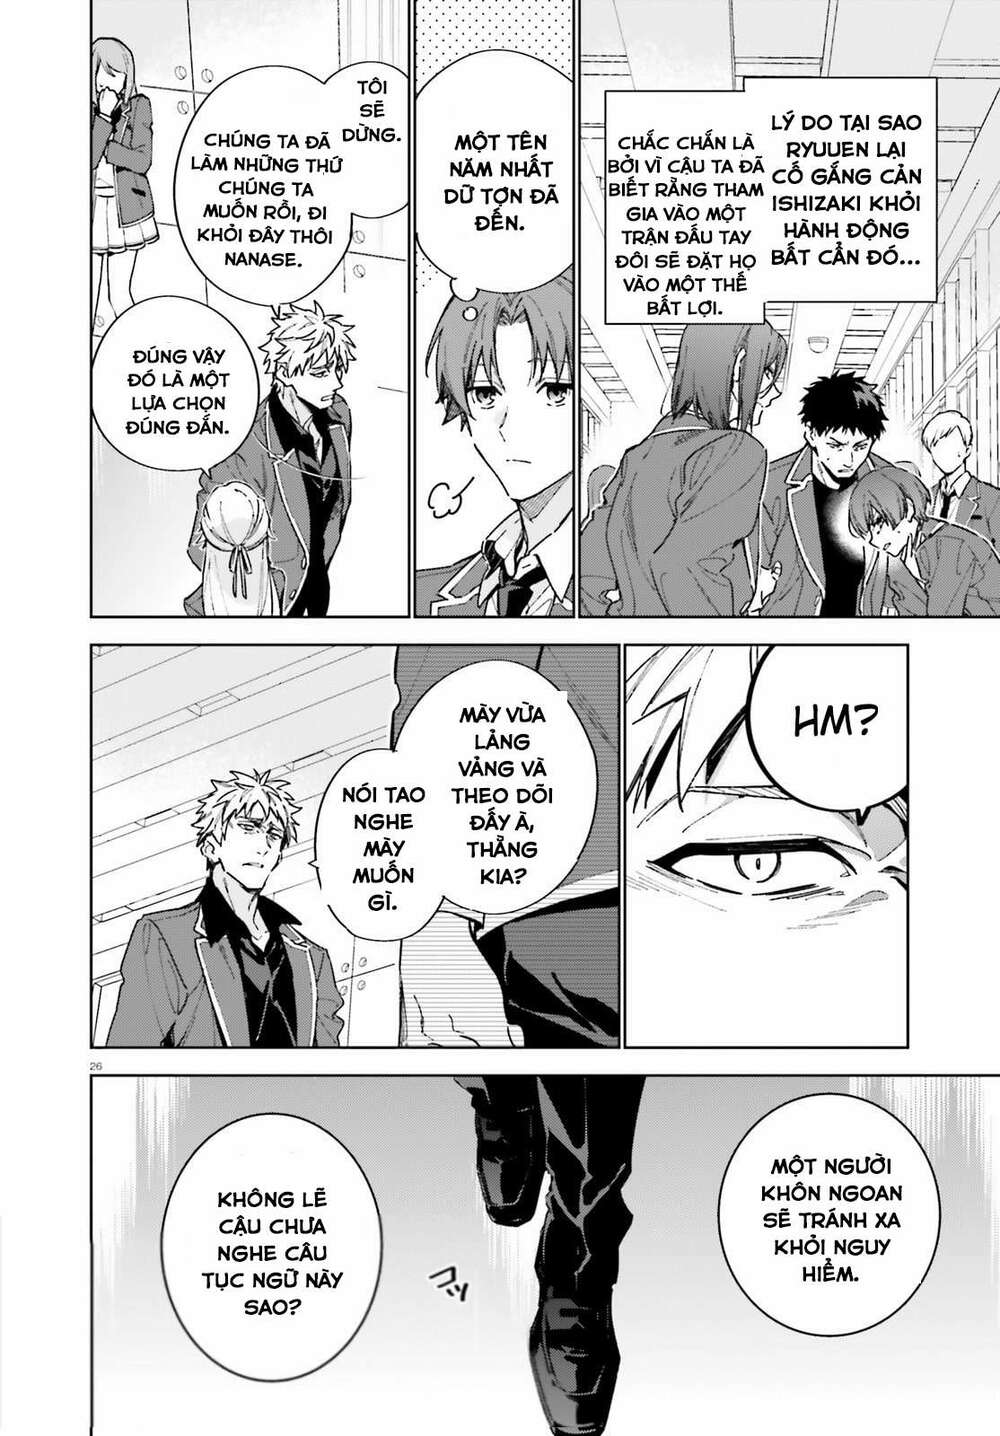 LÝ DO TẠI SAO
RYUUEN LẠI
CỐ GẮNG CẢN
ISHIZAKI KHỎI
HÀNH ĐỘNG
BẤT CẨN ĐÓ...
CHẮC CHẮN LÀ
BỞI VÌ CẬU TA ĐÃ
BIẾT RẰNG THAM
GIA VÀO MỘT
TRẬN ĐẤU TAY
ĐÔI SẼ ĐẶT HỌ
VÀO MỘT THẾ
BẤT LỢI.
MỘT TÊN
NĂM NHẤT
DỮ TỢN ĐÃ
ĐẾN.
TÔI
SẼ
DỪNG.
CHÚNG TA ĐÃ
LÀM NHỮNG THỨ
CHÚNG TA
MUỐN RỒI, ĐI
KHỎI ĐÂY THÔI
NANASE.
ĐÚNG VẬY
ĐÓ LÀ MỘT
LỰA CHỌN
ĐÚNG ĐẮN.
HM?
MÀY VỪA
LẢNG
VẢNG VÀ
THEO DÕI
ĐẤY À,
THẰNG
KIA?
NÓI TAO
NGHE
MÀY
MUỐN
GÌ.
26
MỘT NGƯỜI
KHÔN NGOAN
SẼ TRÁNH XA
KHỎI NGUY
HIỂM.
KHÔNG LẼ
CẬU CHƯA
NGHE CÂU
TỤC NGỮ NÀY
SAO?
コツ